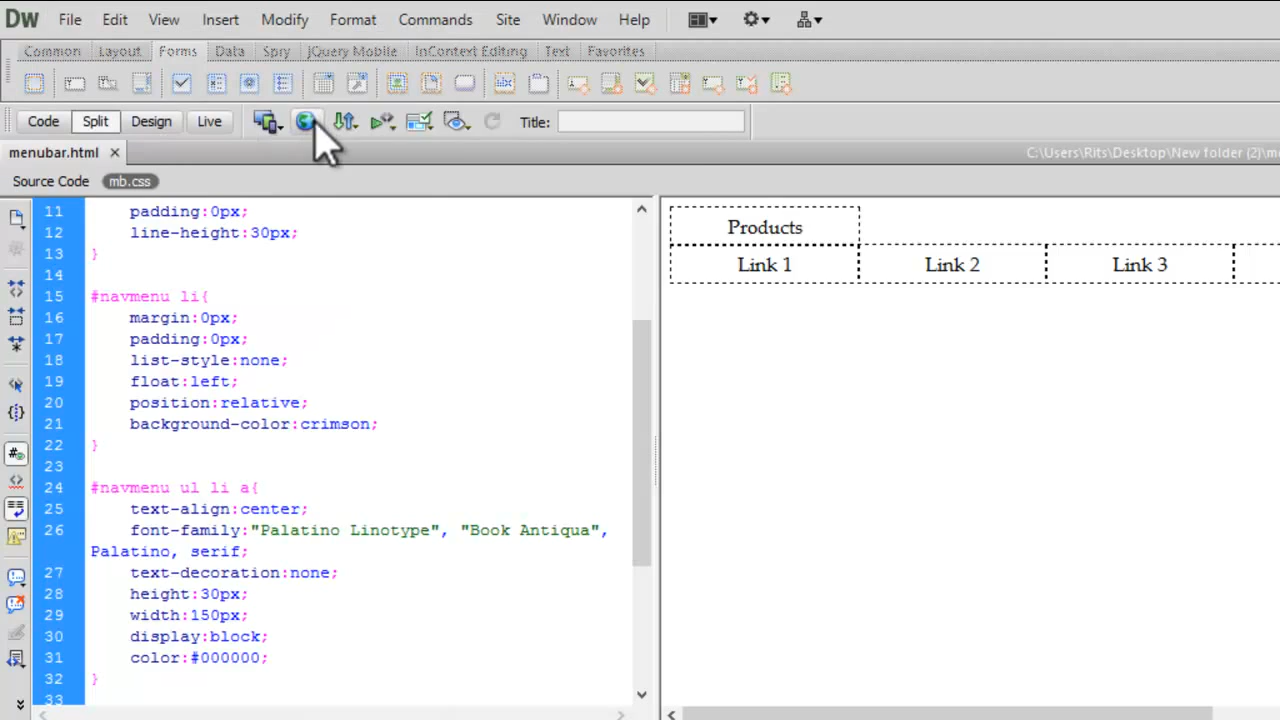 Dw File Edit View Insert Modify Format Commands Site Window Help
Common Layout Forms Data Spry jQuery Mobile InContext Editing Text Favorites
Code Split Design Live Title:
menubar.html C:\Users\Rits\Desktop\New folder (2)\m
Source Code mb.css
11 padding:0px;
12 line-height:30px;
13 }
14
15 #navmenu li{
16 margin:0px;
17 padding:0px;
18 list-style:none;
19 float:left;
20 position:relative;
21 background-color:crimson;
22 }
23
24 #navmenu ul li a{
25 text-align:center;
26 font-family:"Palatino Linotype", "Book Antiqua",
Palatino, serif;
27 text-decoration:none;
28 height:30px;
29 width:150px;
30 display:block;
31 color:#000000;
32 }
33
Products
Link 1 Link 2 Link 3